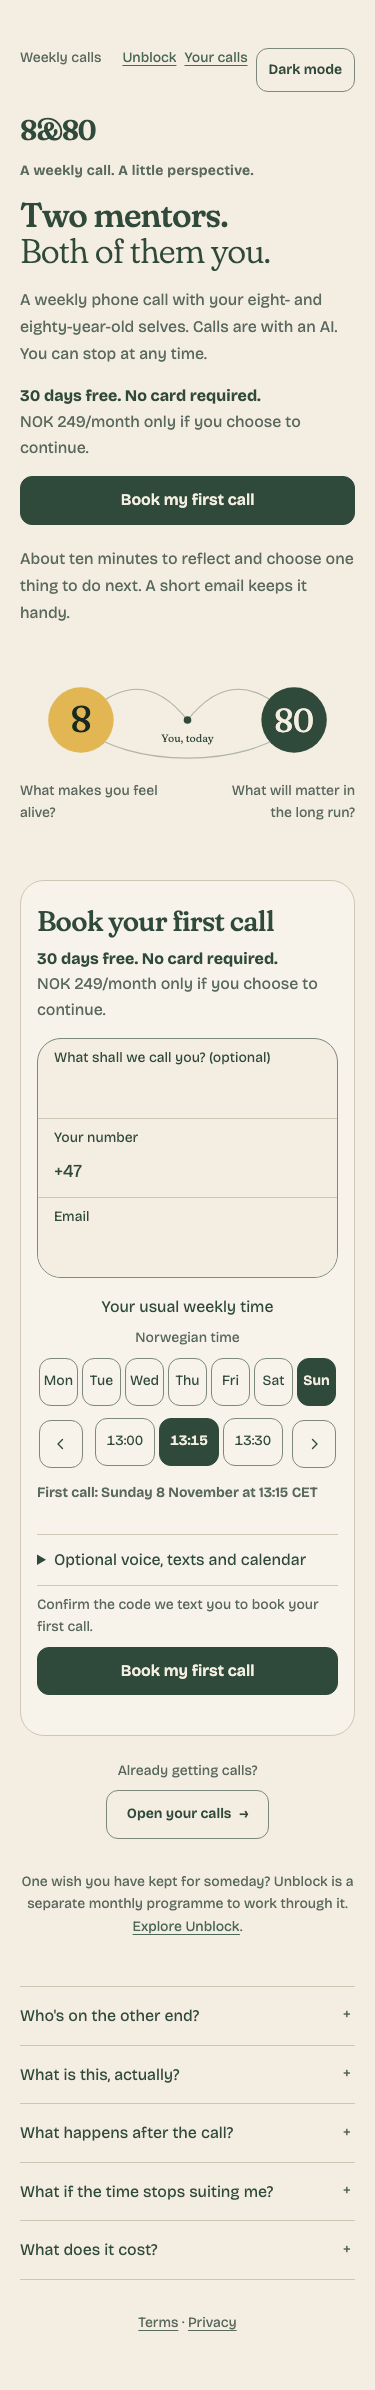 Weekly calls Unblock Your calls Dark mode
8&80
A weekly call. A little perspective.
Two mentors.
Both of them you.
A weekly phone call with your eight- and
eighty-year-old selves. Calls are with an AI.
You can stop at any time.
30 days free. No card required.
NOK 249/month only if you choose to
continue.
Book my first call
About ten minutes to reflect and choose one
thing to do next. A short email keeps it
handy.
8
You, today
80
What makes you feel
alive?
What will matter in
the long run?
Book your first call
30 days free. No card required.
NOK 249/month only if you choose to
continue.
What shall we call you? (optional)
Your number
+47
Email
Your usual weekly time
Norwegian time
Mon Tue Wed Thu Fri Sat Sun
13:00 13:15 13:30
First call: Sunday 8 November at 13:15 CET
Optional voice, texts and calendar
Confirm the code we text you to book your
first call.
Book my first call
Already getting calls?
Open your calls →
One wish you have kept for someday? Unblock is a
separate monthly programme to work through it.
Explore Unblock.
Who's on the other end? +
What is this, actually? +
What happens after the call? +
What if the time stops suiting me? +
What does it cost? +
Terms · Privacy